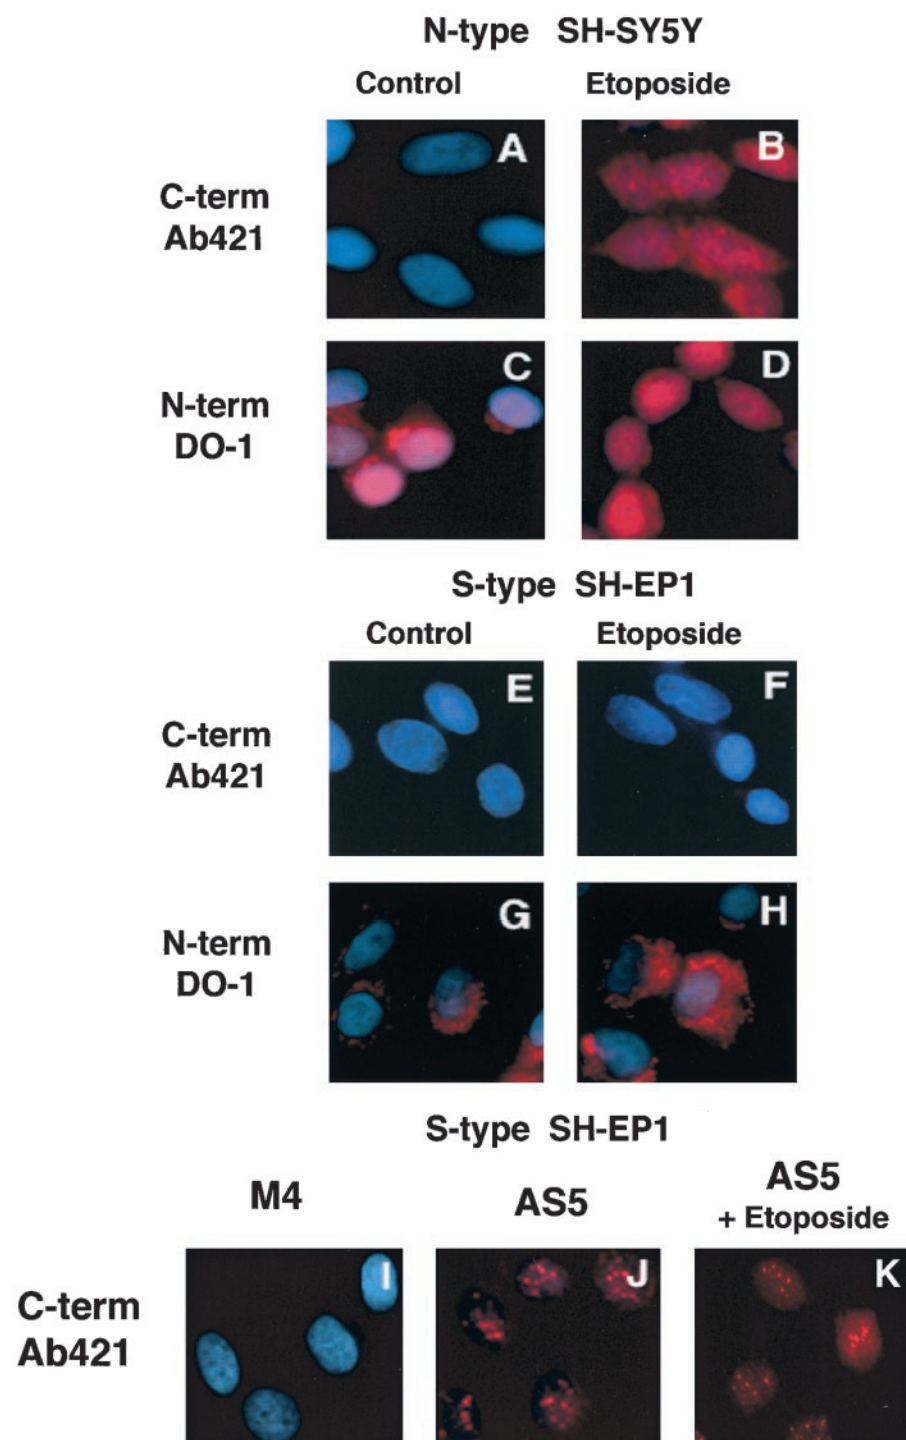 N-type SH-SY5Y
Control Etoposide
C-term
Ab421
A B
N-term
DO-1
C D
S-type SH-EP1
Control Etoposide
C-term
Ab421
E F
N-term
DO-1
G H
S-type SH-EP1
M4 AS5 AS5
+ Etoposide
C-term
Ab421
I J K